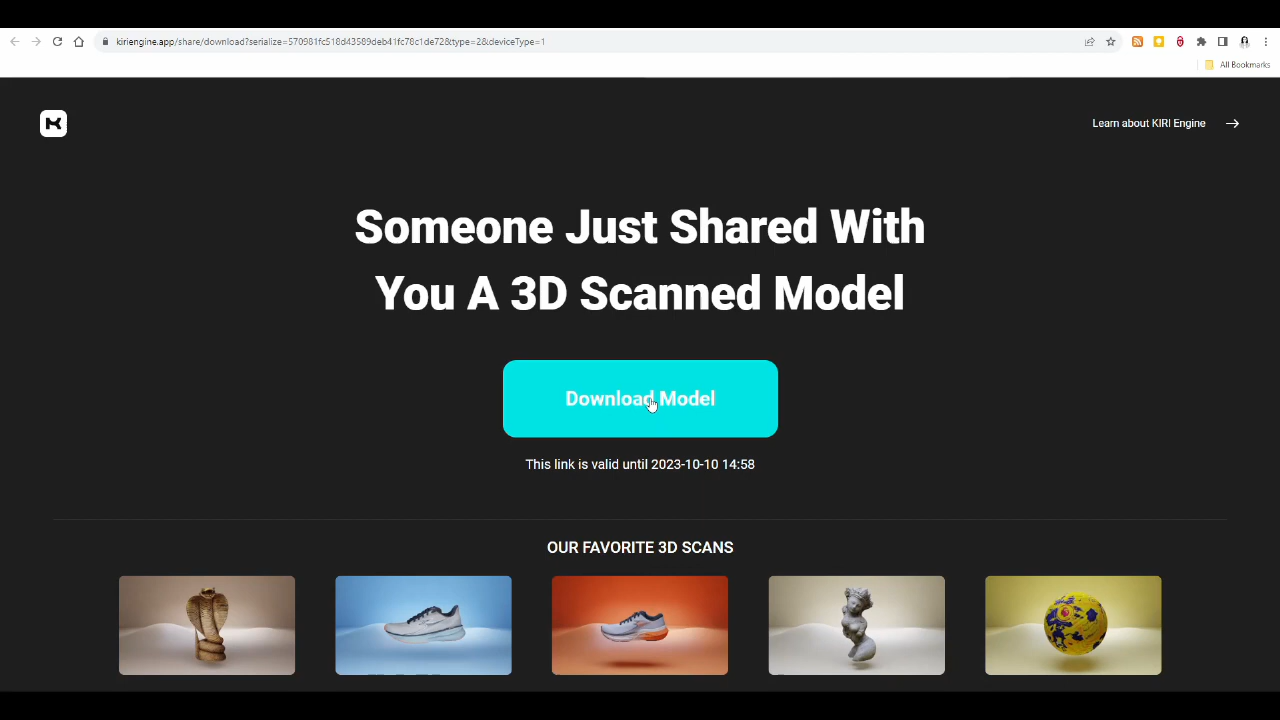 kiriengine.app/share/download?serialize=570981fc518d43589deb41fc78c1de72&type=2&deviceType=1
All Bookmarks
Learn about KIRI Engine
Someone Just Shared With
You A 3D Scanned Model
Download Model
This link is valid until 2023-10-10 14:58
OUR FAVORITE 3D SCANS